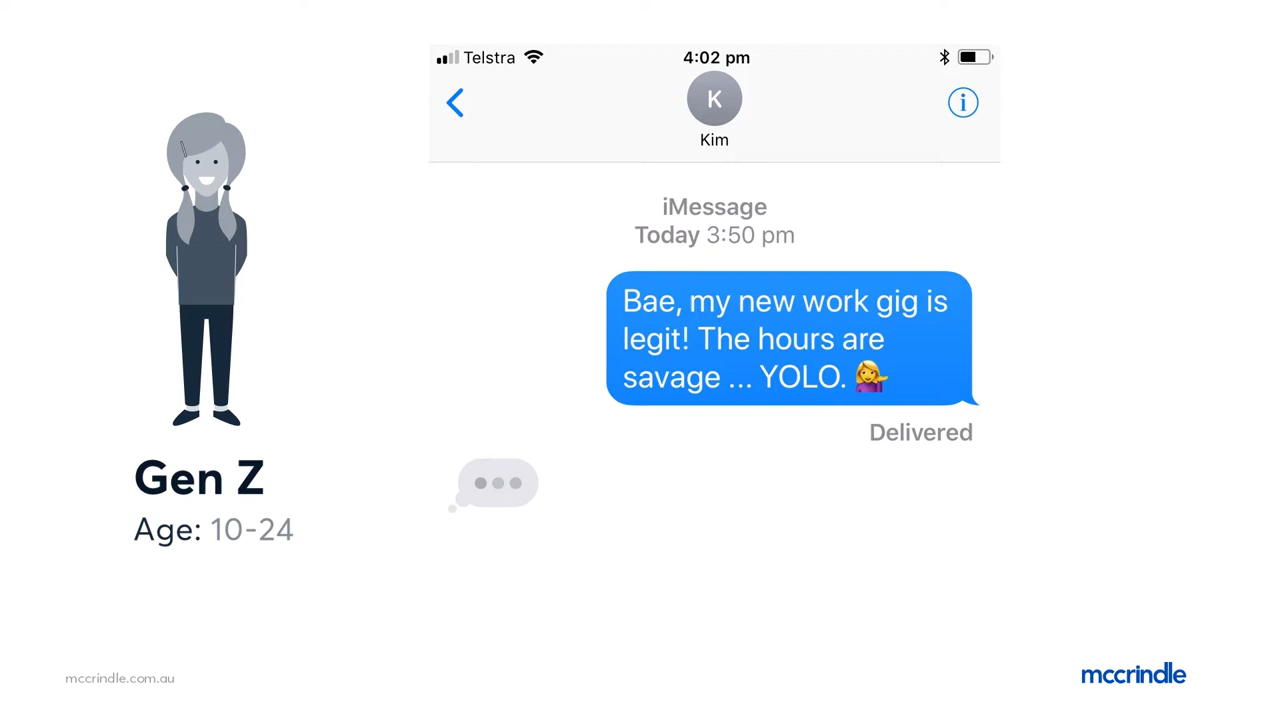 Telstra
4:02 pm
K
i
Kim
iMessage
Today 3:50 pm
Bae, my new work gig is
legit! The hours are
savage ... YOLO. 💁‍♀️
Delivered
Gen Z
Age: 10-24
mccrindle.com.au
mccrindle